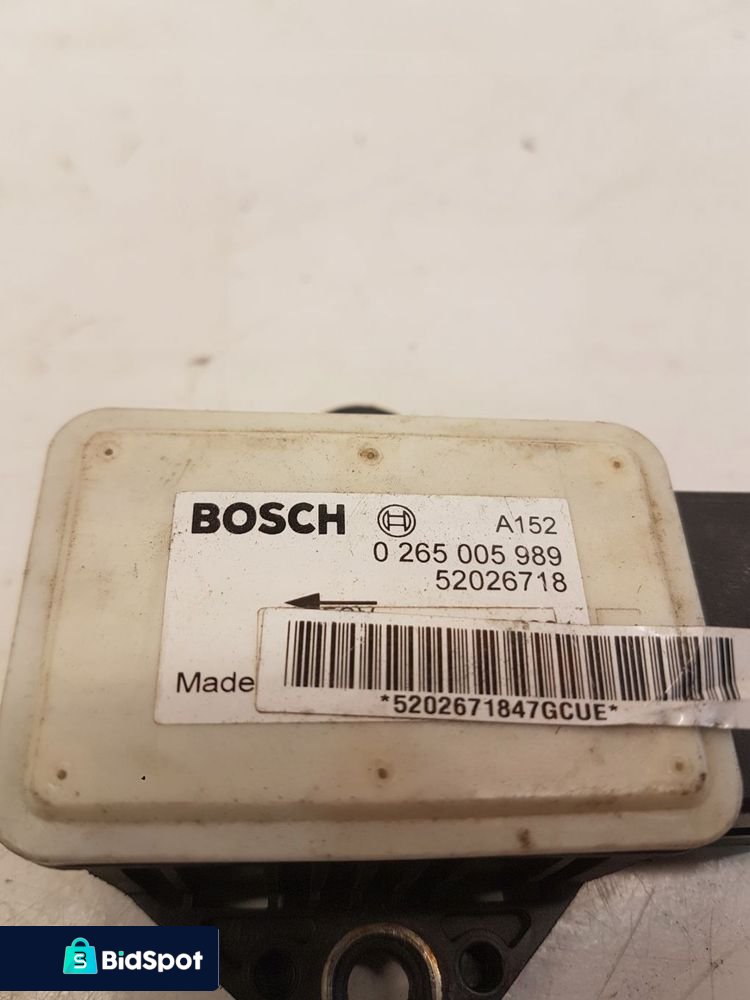 BOSCH
A152
0 265 005 989
52026718
Made
*5202671847GCUE*
BidSpot